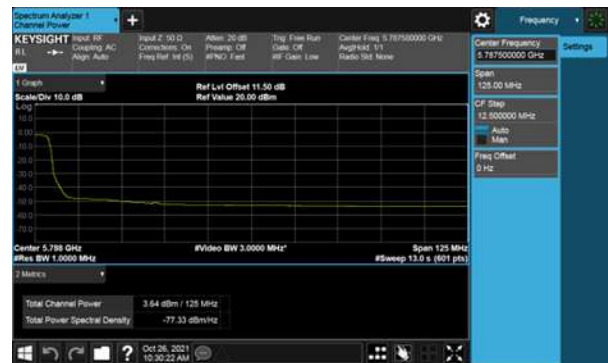 Spectrum Analyzer 1
Channel Power
Frequency
KEYSIGHT
Input: RF
Coupling: AC
Align: Auto
Input Z: 50 Ω
Corrections: On
Freq Ref: Int (S)
Atten: 20 dB
Preamp: Off
#PNO: Fast
Trig: Free Run
Gate: Off
#IF Gain: Low
Center Freq: 5.787500000 GHz
Avg|Hold: 1/1
Radio Std: None
Center Frequency
5.787500000 GHz
Settings
Span
125.00 MHz
CF Step
12.500000 MHz
Auto
Man
Freq Offset
0 Hz
1 Graph
Scale/Div 10.0 dB
Ref Lvl Offset 11.50 dB
Ref Value 20.00 dBm
Log
10.0
Center 5.788 GHz
#Res BW 1.0000 MHz
#Video BW 3.0000 MHz*
Span 125 MHz
#Sweep 13.0 s (601 pts)
2 Metrics
Total Channel Power 3.64 dBm / 125 MHz
Total Power Spectral Density -77.33 dBm/Hz
?
Oct 26, 2021
10:30:22 AM